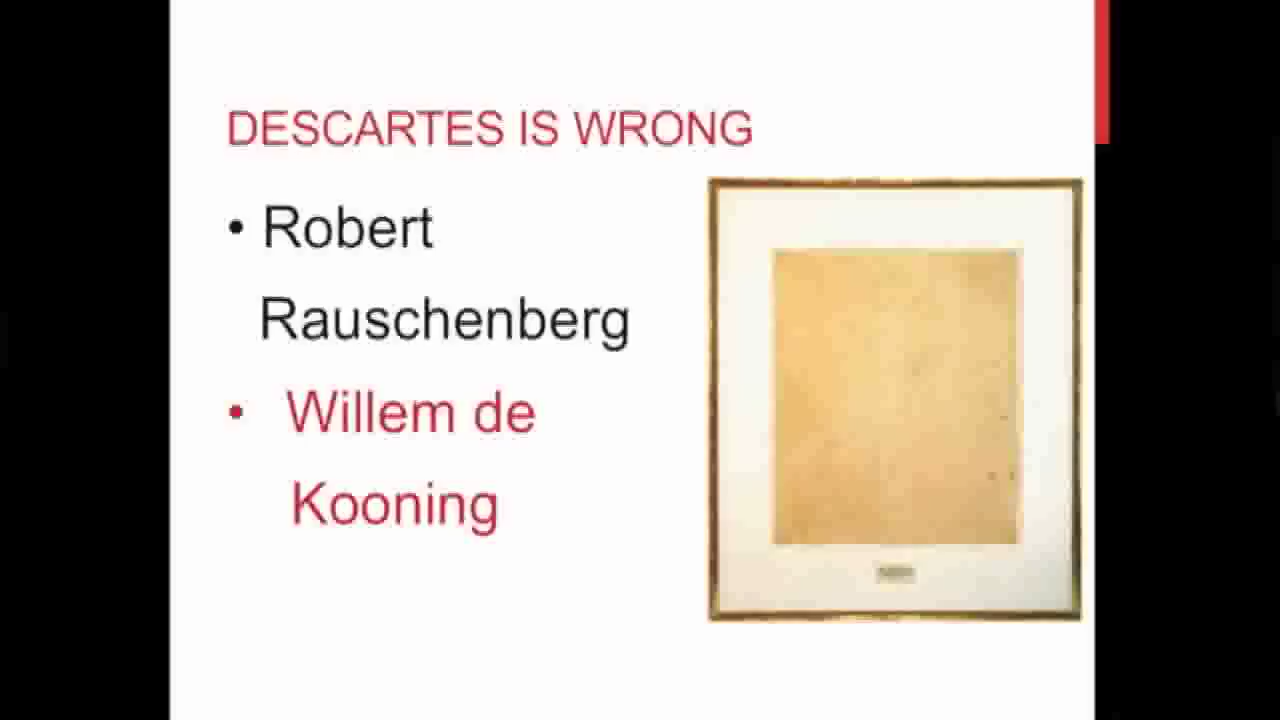 DESCARTES IS WRONG
• Robert
Rauschenberg
• Willem de
Kooning